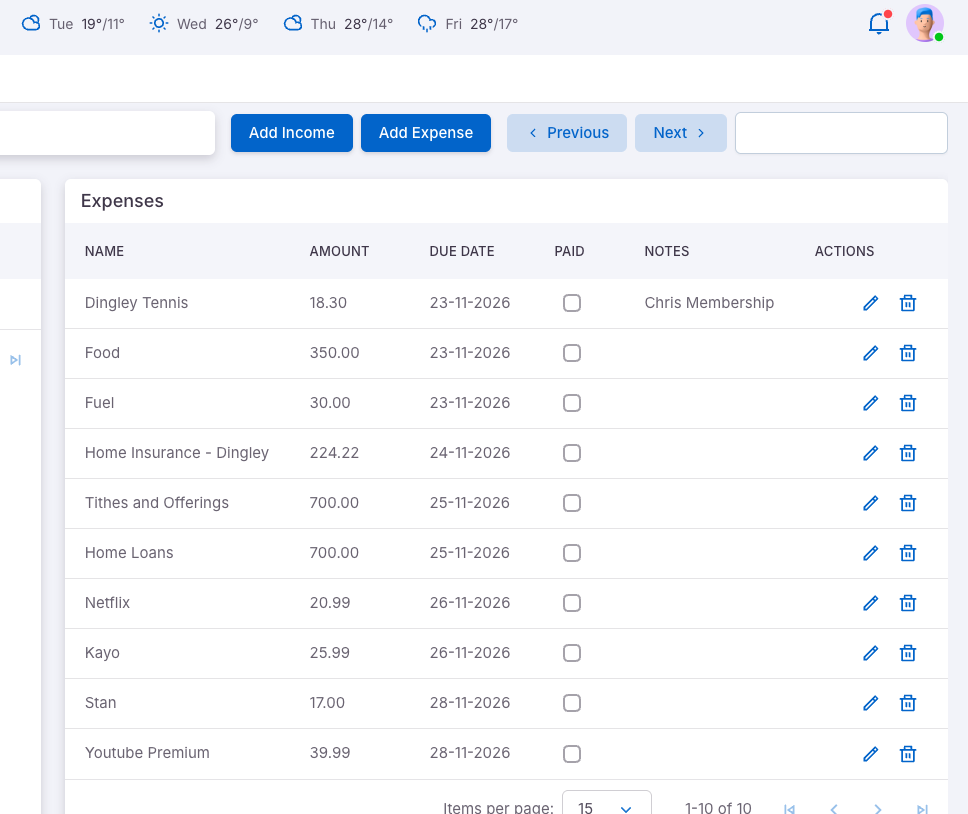 Tue 19°/11° Wed 26°/9° Thu 28°/14° Fri 28°/17°
Add Income Add Expense Previous Next
Expenses
NAME AMOUNT DUE DATE PAID NOTES ACTIONS
Dingley Tennis 18.30 23-11-2026 Chris Membership
Food 350.00 23-11-2026
Fuel 30.00 23-11-2026
Home Insurance - Dingley 224.22 24-11-2026
Tithes and Offerings 700.00 25-11-2026
Home Loans 700.00 25-11-2026
Netflix 20.99 26-11-2026
Kayo 25.99 26-11-2026
Stan 17.00 28-11-2026
Youtube Premium 39.99 28-11-2026
Items per page: 15 1-10 of 10